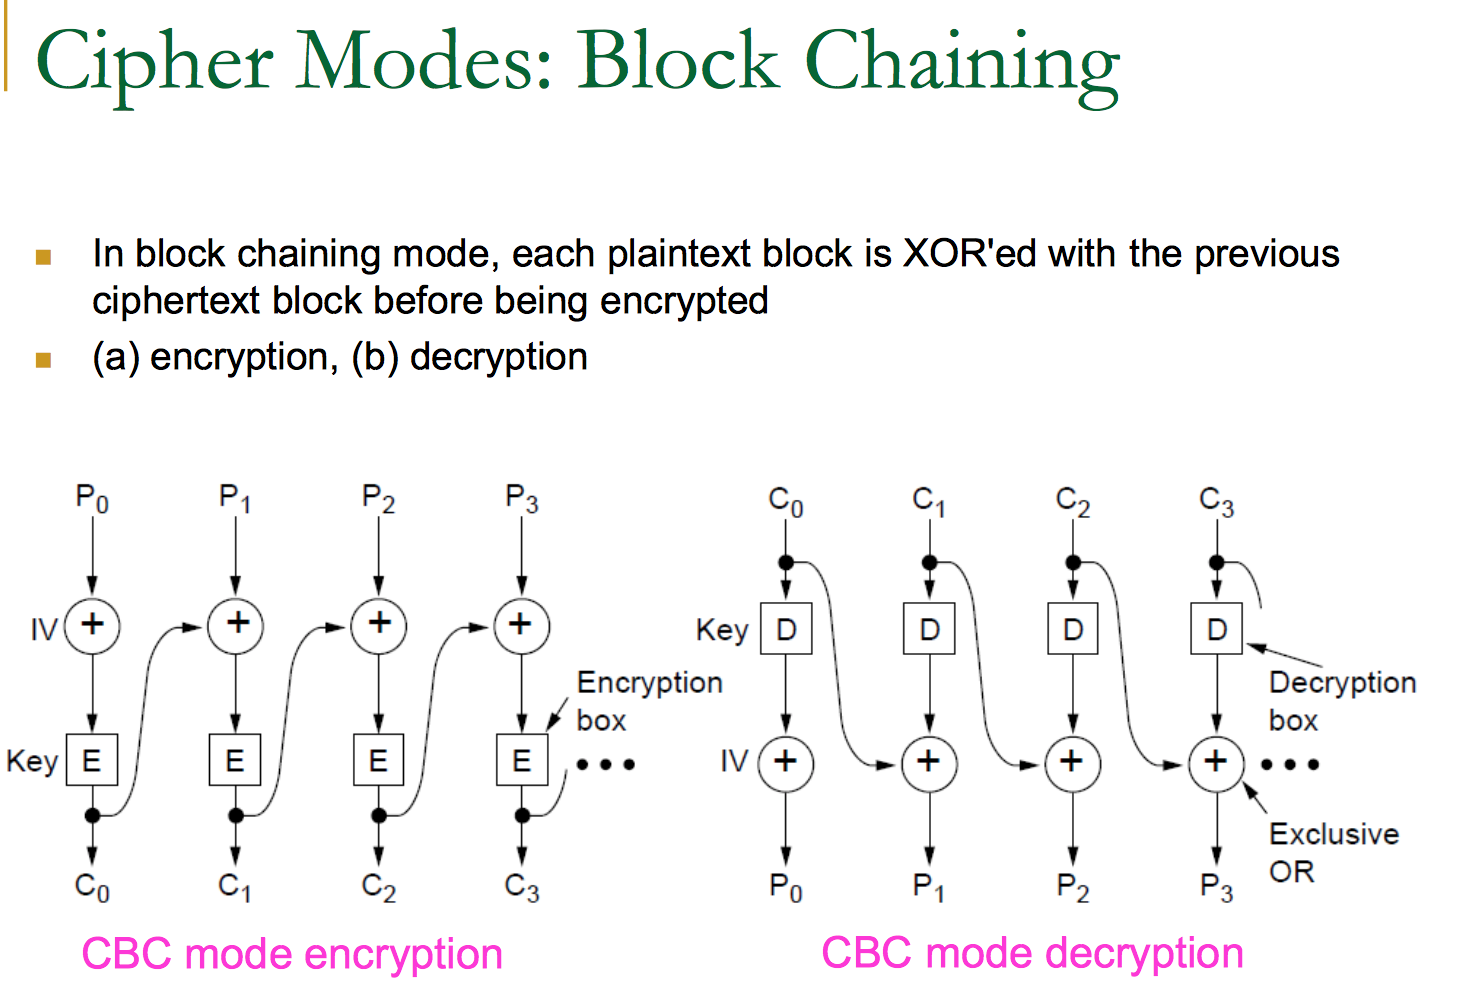 Cipher Modes: Block Chaining
In block chaining mode, each plaintext block is XOR'ed with the previous
ciphertext block before being encrypted
(a) encryption, (b) decryption
P0 P1 P2 P3
IV + + + +
Encryption
box
Key E E E E
C0 C1 C2 C3
CBC mode encryption
C0 C1 C2 C3
Key D D D D
Decryption
box
IV + + + +
Exclusive
OR
P0 P1 P2 P3
CBC mode decryption